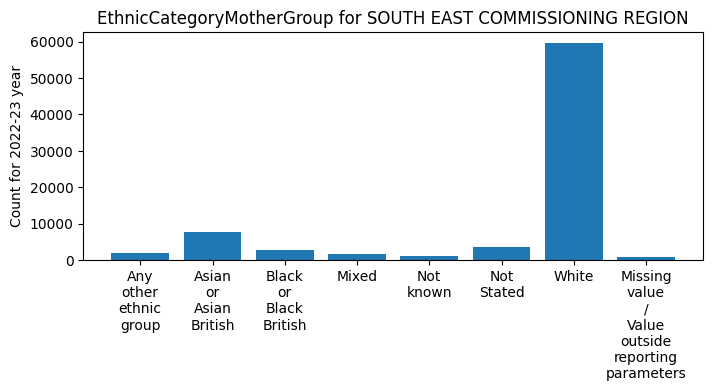 EthnicCategoryMotherGroup for SOUTH EAST COMMISSIONING REGION
Count for 2022-23 year
60000
50000
40000
30000
20000
10000
0
Any
other
ethnic
group
Asian
or
Asian
British
Black
or
Black
British
Mixed
Not
known
Not
Stated
White
Missing
value
/
Value
outside
reporting
parameters